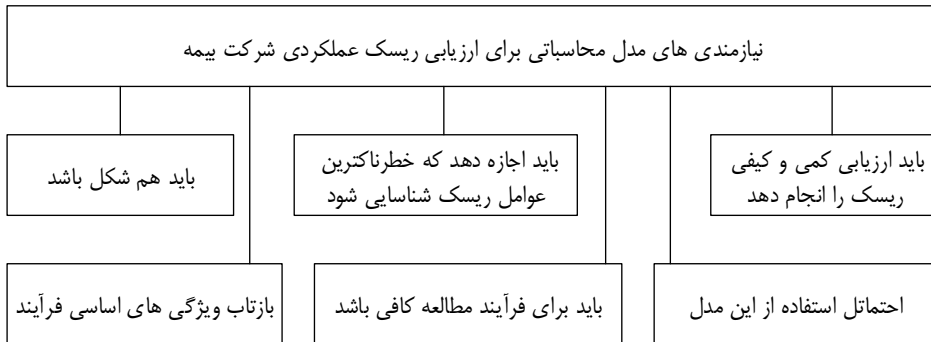 نیازمندی های مدل محاسباتی برای ارزیابی ریسک عملکردی شرکت بیمه
باید ارزیابی کمی و کیفی
ریسک را انجام دهد
باید اجازه دهد که خطرناکترین
عوامل ریسک شناسایی شود
باید هم شکل باشد
احتماتل استفاده از این مدل
باید برای فرآیند مطالعه کافی باشد
بازتاب ویژگی های اساسی فرآیند